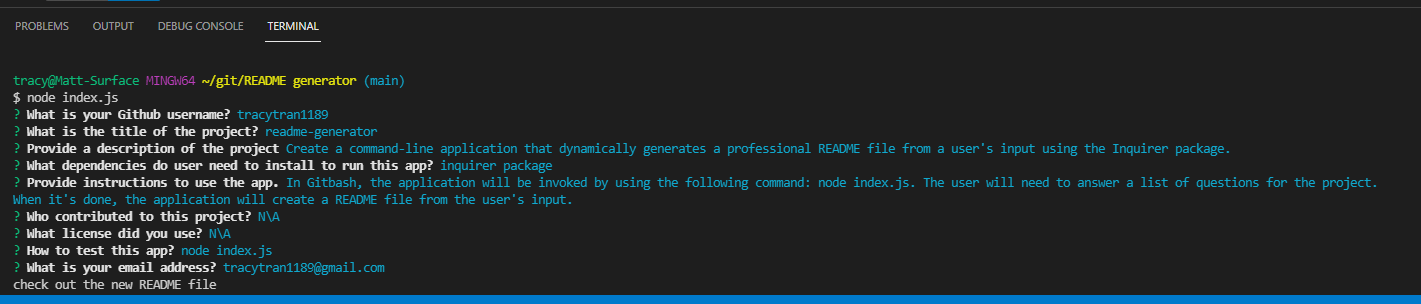 PROBLEMS OUTPUT DEBUG CONSOLE TERMINAL
tracy@Matt-Surface MINGW64 ~/git/README generator (main)
$ node index.js
? What is your Github username? tracytran1189
? What is the title of the project? readme-generator
? Provide a description of the project Create a command-line application that dynamically generates a professional README file from a user's input using the Inquirer package.
? What dependencies do user need to install to run this app? inquirer package
? Provide instructions to use the app. In Gitbash, the application will be invoked by using the following command: node index.js. The user will need to answer a list of questions for the project.
When it's done, the application will create a README file from the user's input.
? Who contributed to this project? N\A
? What license did you use? N\A
? How to test this app? node index.js
? What is your email address? tracytran1189@gmail.com
check out the new README file